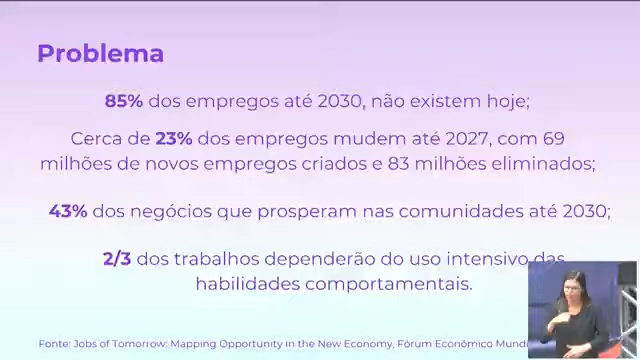 Problema
85% dos empregos até 2030, não existem hoje;
Cerca de 23% dos empregos mudem até 2027, com 69
milhões de novos empregos criados e 83 milhões eliminados;
43% dos negócios que prosperam nas comunidades até 2030;
2/3 dos trabalhos dependerão do uso intensivo das
habilidades comportamentais.
Fonte: Jobs of Tomorrow: Mapping Opportunity in the New Economy, Fórum Econômico